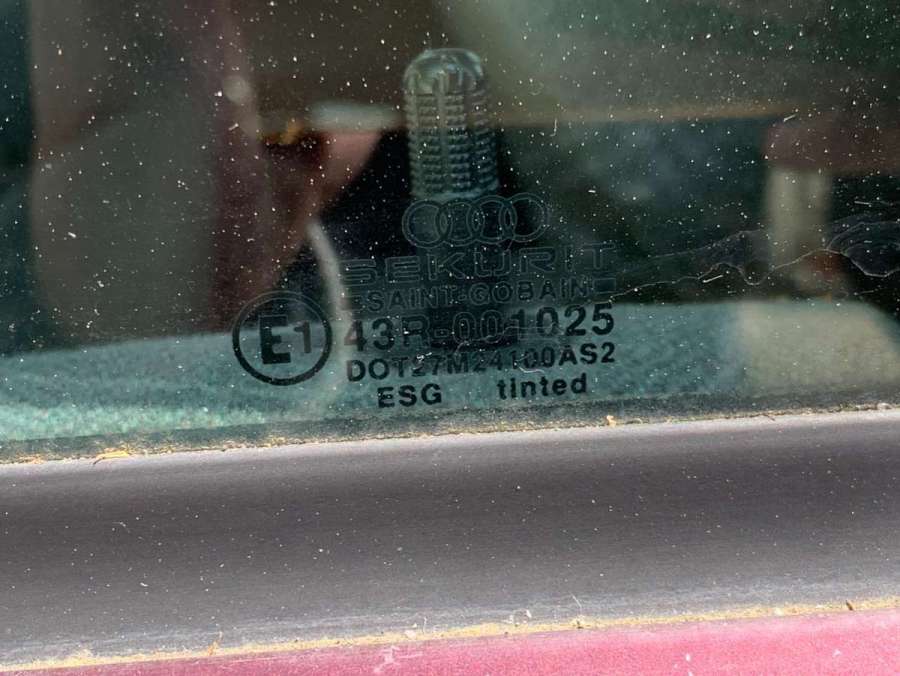 SEKURIT
SAINT-GOBAIN
E1 43R-001025
DOT27M24100AS2
ESG tinted